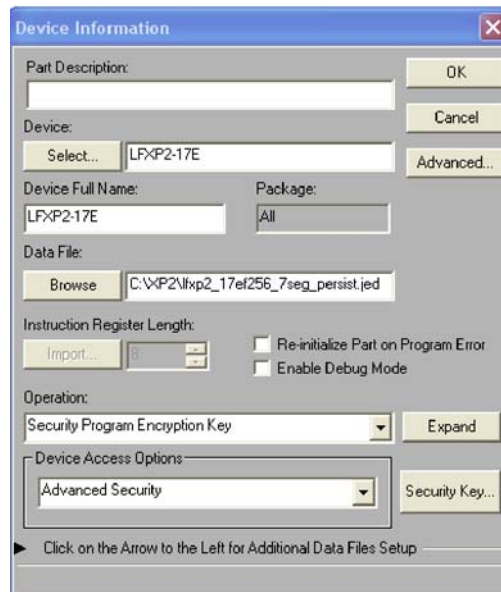 Device Information
Part Description:
OK
Device:
Cancel
Select... LFXP2-17E
Advanced...
Device Full Name: Package:
LFXP2-17E All
Data File:
Browse C:\XP2\lfxp2_17ef256_7seg_persist.jed
Instruction Register Length:
Import... 8
Re-initialize Part on Program Error
Enable Debug Mode
Operation:
Security Program Encryption Key Expand
Device Access Options
Advanced Security Security Key...
Click on the Arrow to the Left for Additional Data Files Setup